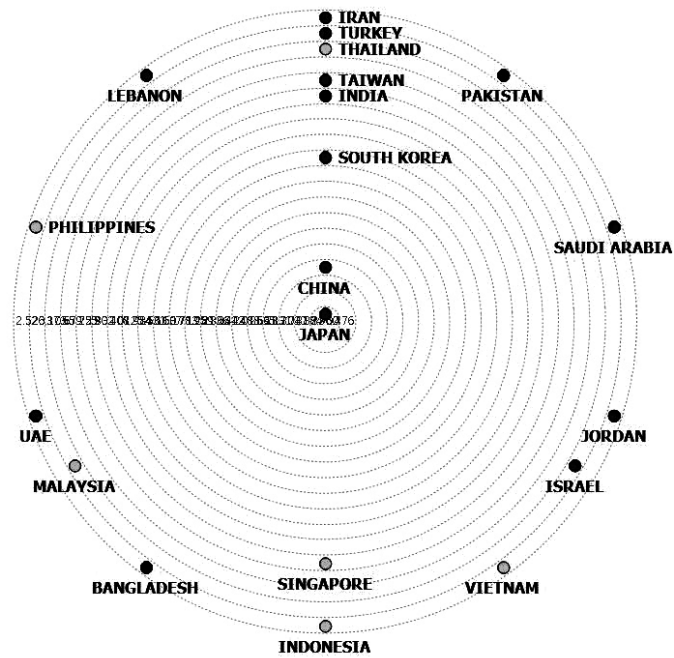 IRAN
TURKEY
THAILAND
LEBANON
TAIWAN
PAKISTAN
INDIA
SOUTH KOREA
PHILIPPINES
SAUDI ARABIA
CHINA
JAPAN
UAE
JORDAN
MALAYSIA
ISRAEL
BANGLADESH
SINGAPORE
VIETNAM
INDONESIA